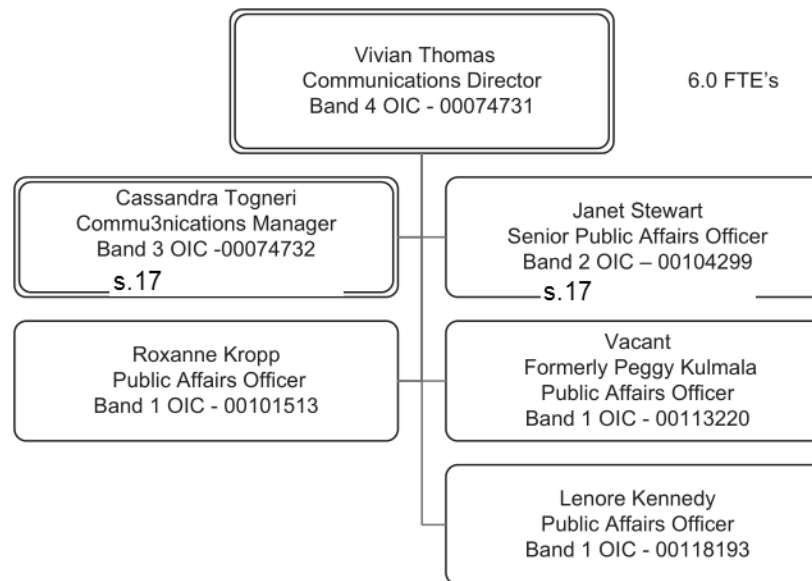 Vivian Thomas
Communications Director
Band 4 OIC - 00074731
6.0 FTE's
Cassandra Togneri
Commu3nications Manager
Band 3 OIC -00074732
s.17
Janet Stewart
Senior Public Affairs Officer
Band 2 OIC – 00104299
s.17
Roxanne Kropp
Public Affairs Officer
Band 1 OIC - 00101513
Vacant
Formerly Peggy Kulmala
Public Affairs Officer
Band 1 OIC - 00113220
Lenore Kennedy
Public Affairs Officer
Band 1 OIC - 00118193